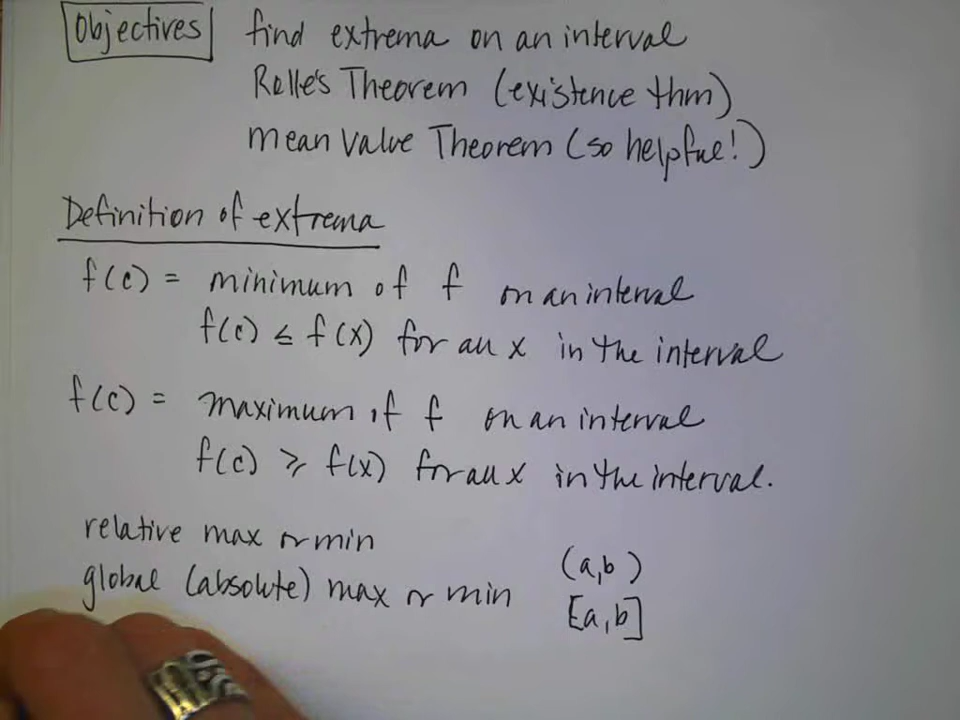 Objectives find extrema on an interval
Rolle's Theorem (existence thm)
mean value Theorem (so helpful!)
Definition of extrema
f(c) = minimum of f on an interval
f(c) ≤ f(x) for all x in the interval
f(c) = maximum of f on an interval
f(c) ≥ f(x) for all x in the interval.
relative max or min
global (absolute) max or min
(a,b)
[a,b]